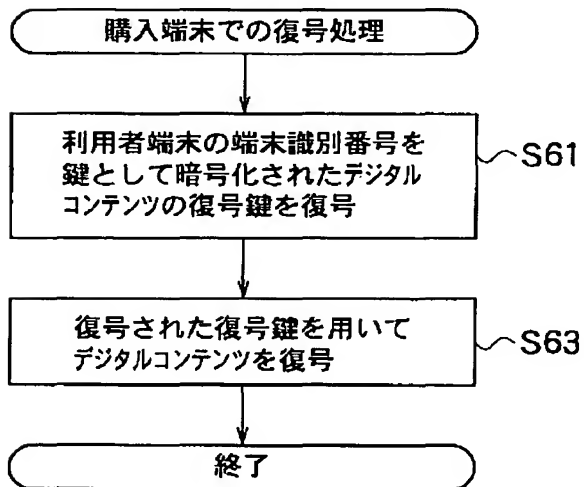 購入端末での復号処理
利用者端末の端末識別番号を
鍵として暗号化されたデジタル
コンテンツの復号鍵を復号
S61
復号された復号鍵を用いて
デジタルコンテンツを復号
S63
終了